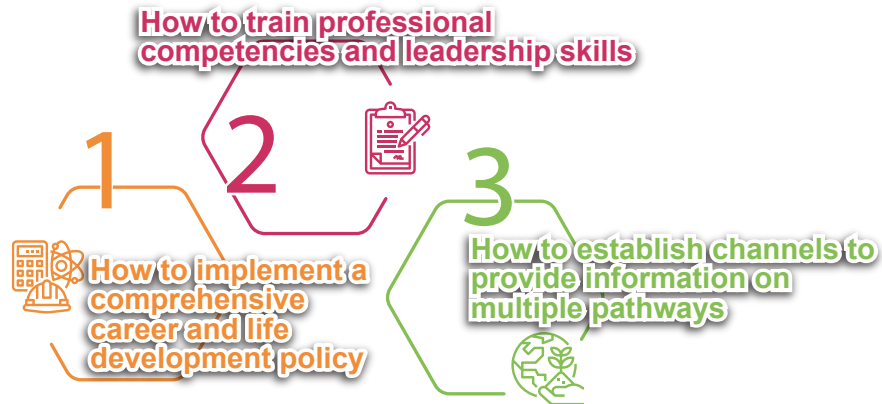 1
How to implement a
comprehensive
career and life
development policy
2
How to train professional
competencies and leadership skills
3
How to establish channels to
provide information on
multiple pathways